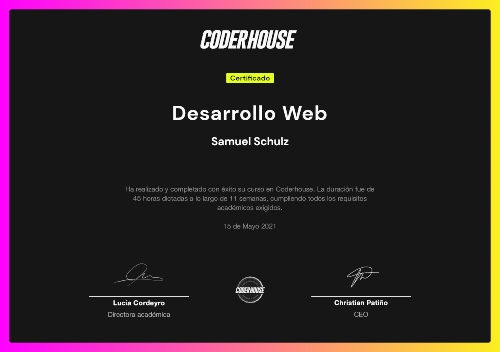 CODERHOUSE
Certificado
Desarrollo Web
Samuel Schulz
Ha realizado y completado con éxito su curso en Coderhouse. La duración fue de
45 horas dictadas a lo largo de 11 semanas, cumpliendo todos los requisitos
académicos exigidos.
15 de Mayo 2021
CODERHOUSE
Lucía Cordeyro
Directora académica
Christian Patiño
CEO